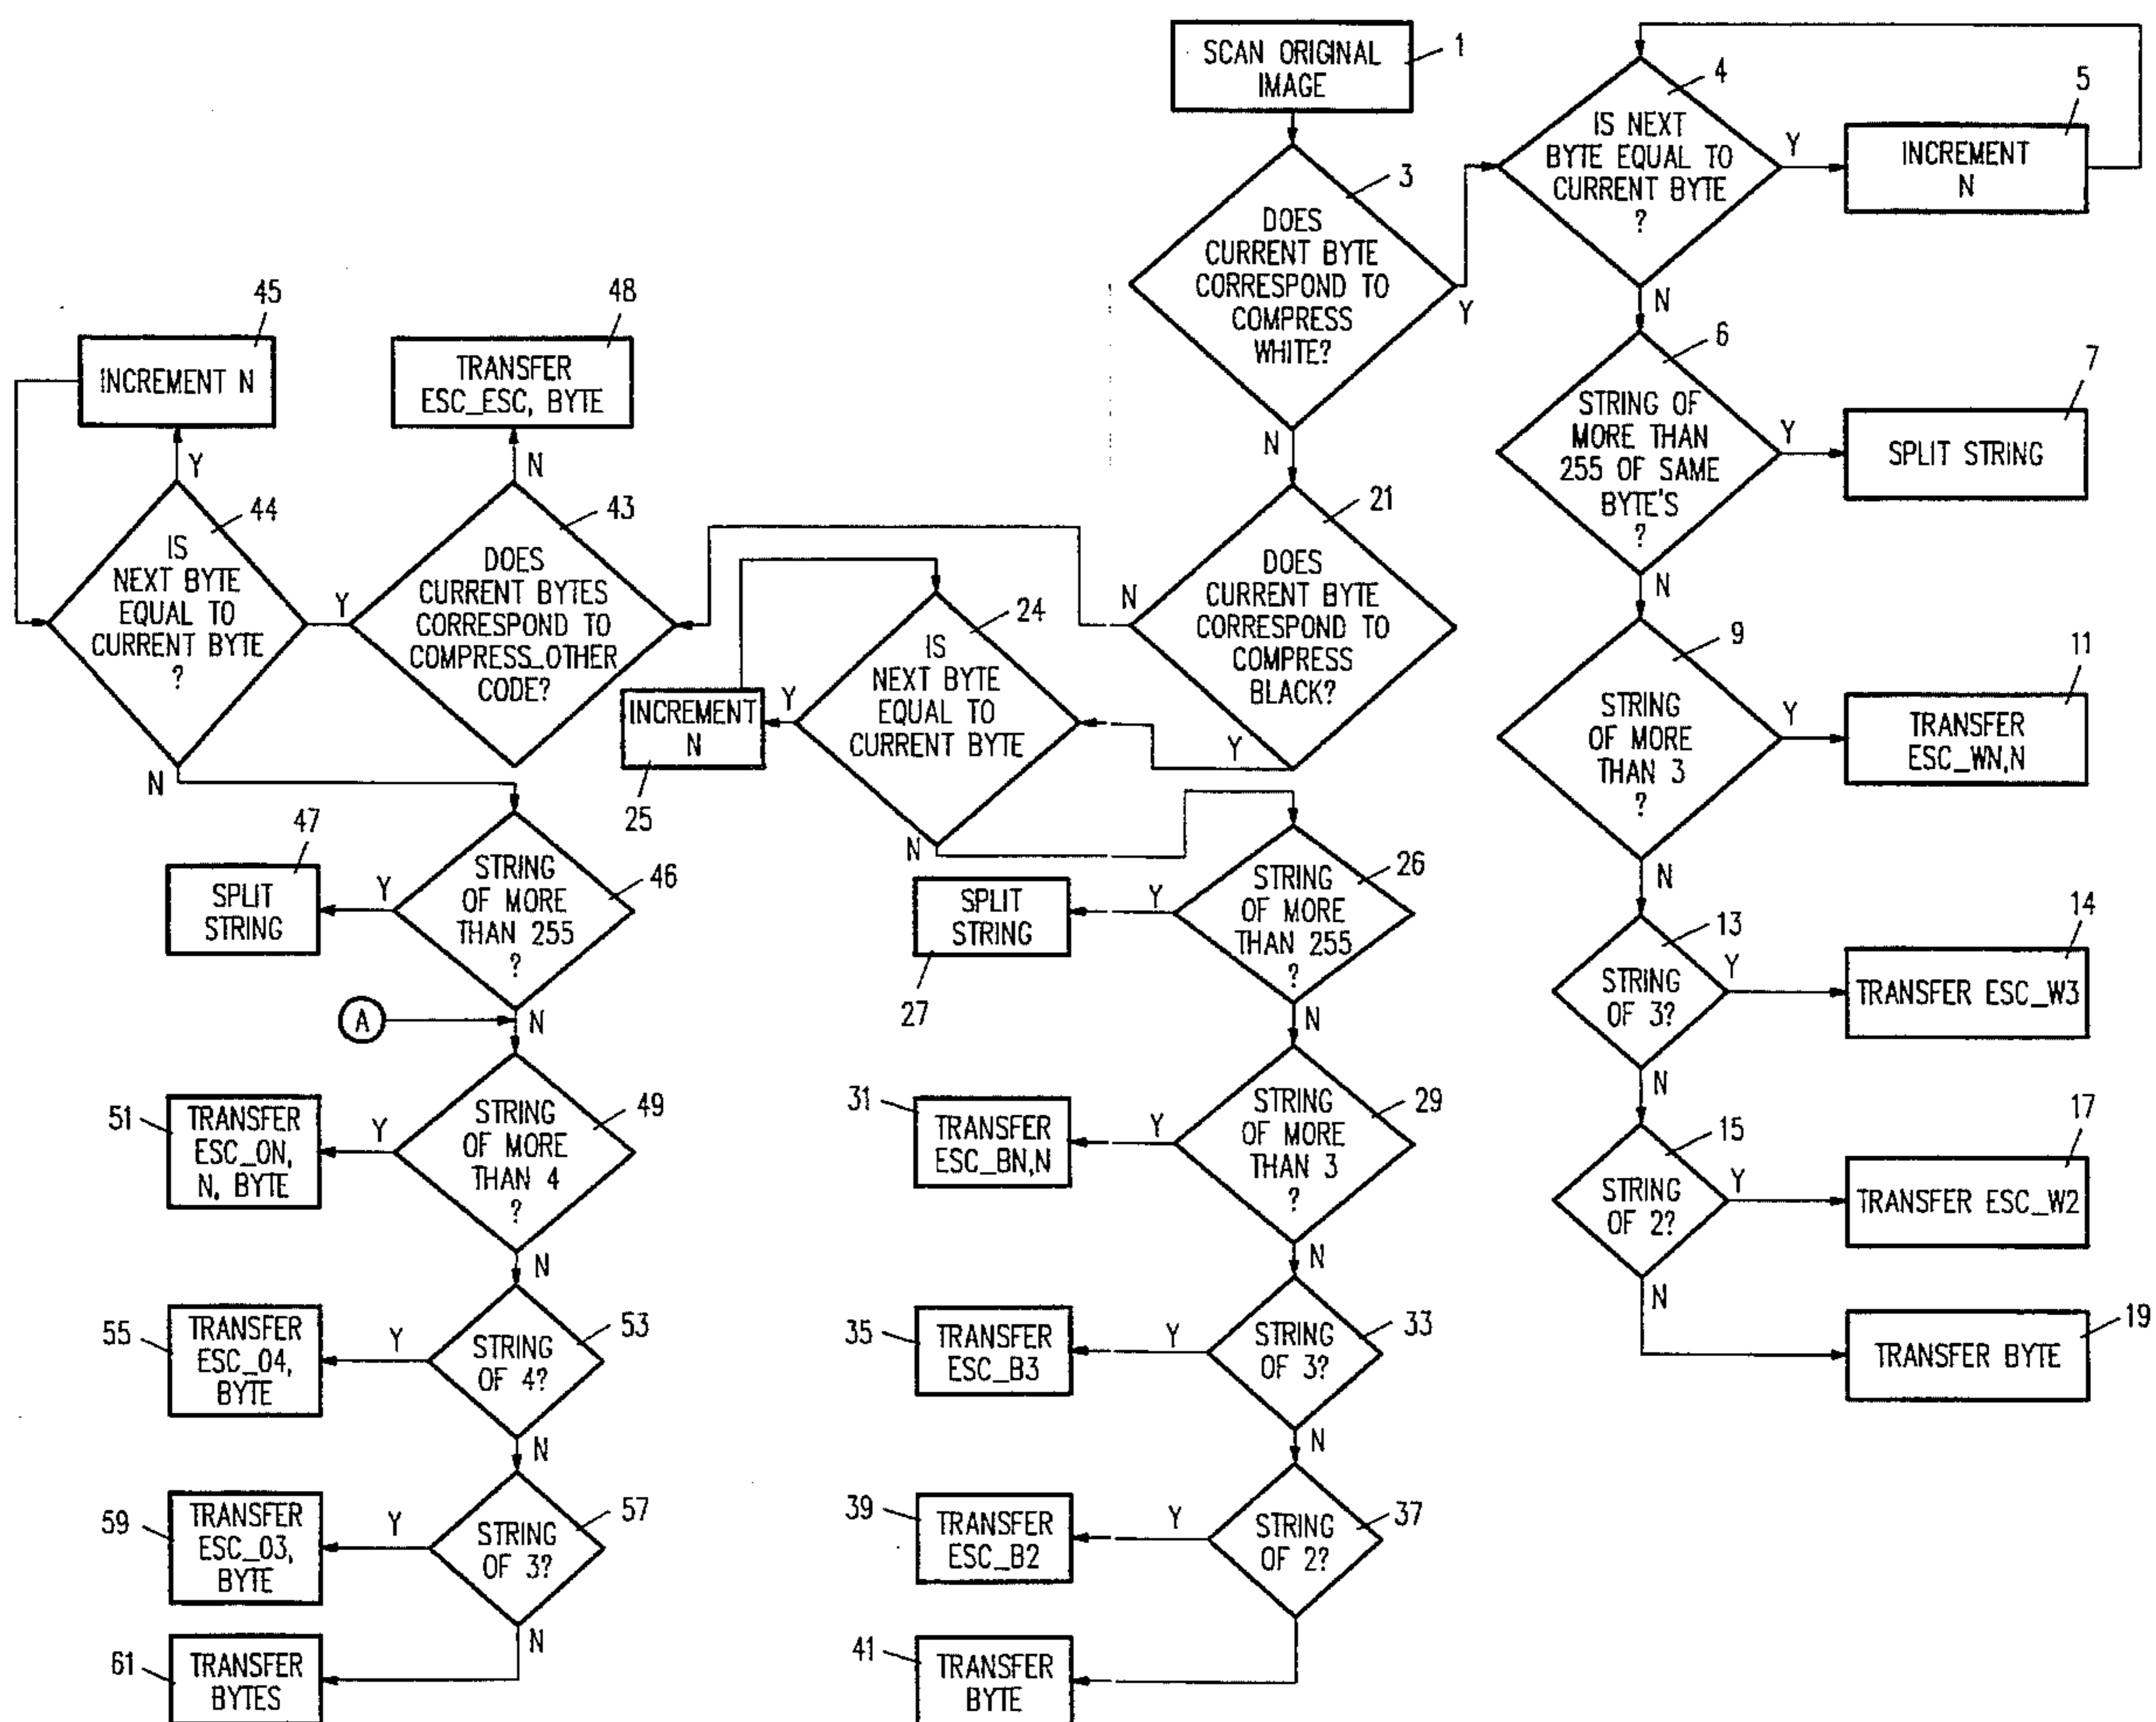 SCAN ORIGINAL
IMAGE
1
DOES
CURRENT BYTE
CORRESPOND TO
COMPRESS
WHITE?
3
Y
N
IS NEXT
BYTE EQUAL TO
CURRENT BYTE
?
4
Y
N
INCREMENT
N
5
STRING OF
MORE THAN
255 OF SAME
BYTE'S
?
6
Y
N
SPLIT STRING
7
STRING
OF MORE
THAN 3
?
9
Y
N
TRANSFER
ESC_WN,N
11
STRING
OF 3?
13
Y
N
TRANSFER ESC_W3
14
STRING
OF 2?
15
Y
N
TRANSFER ESC_W2
17
TRANSFER BYTE
19
DOES
CURRENT BYTE
CORRESPOND TO
COMPRESS
BLACK?
21
N
Y
IS
NEXT BYTE
EQUAL TO
CURRENT BYTE
24
Y
N
INCREMENT
N
25
STRING
OF MORE
THAN 255
?
26
Y
N
SPLIT
STRING
27
STRING
OF MORE
THAN 3
?
29
Y
N
TRANSFER
ESC_BN,N
31
STRING
OF 3?
33
Y
N
TRANSFER
ESC_B3
35
STRING
OF 2?
37
Y
TRANSFER
ESC_B2
39
TRANSFER
BYTE
41
DOES
CURRENT BYTES
CORRESPOND TO
COMPRESS_OTHER
CODE?
43
N
Y
TRANSFER
ESC_ESC, BYTE
48
IS
NEXT BYTE
EQUAL TO
CURRENT BYTE
?
44
Y
N
INCREMENT N
45
STRING
OF MORE
THAN 255
?
46
Y
N
SPLIT
STRING
47
A
STRING
OF MORE
THAN 4
?
49
Y
N
TRANSFER
ESC_ON,
N, BYTE
51
STRING
OF 4?
53
Y
N
TRANSFER
ESC_04,
BYTE
55
STRING
OF 3?
57
Y
N
TRANSFER
ESC_03,
BYTE
59
TRANSFER
BYTES
61